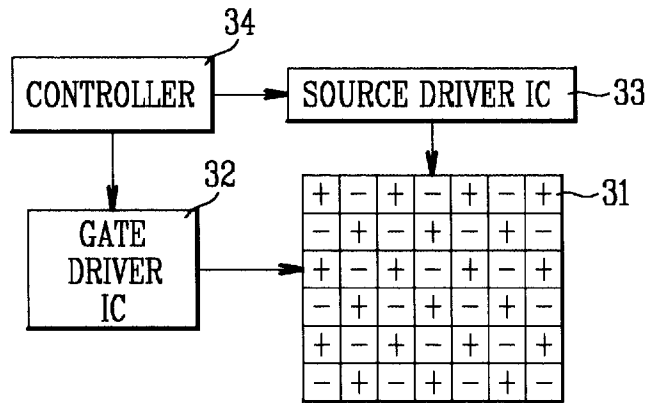 34
CONTROLLER
SOURCE DRIVER IC
33
32
GATE
DRIVER
IC
31
+ − + − + − +
− + − + − + −
+ − + − + − +
− + − + − + −
+ − + − + − +
− + − + − + −